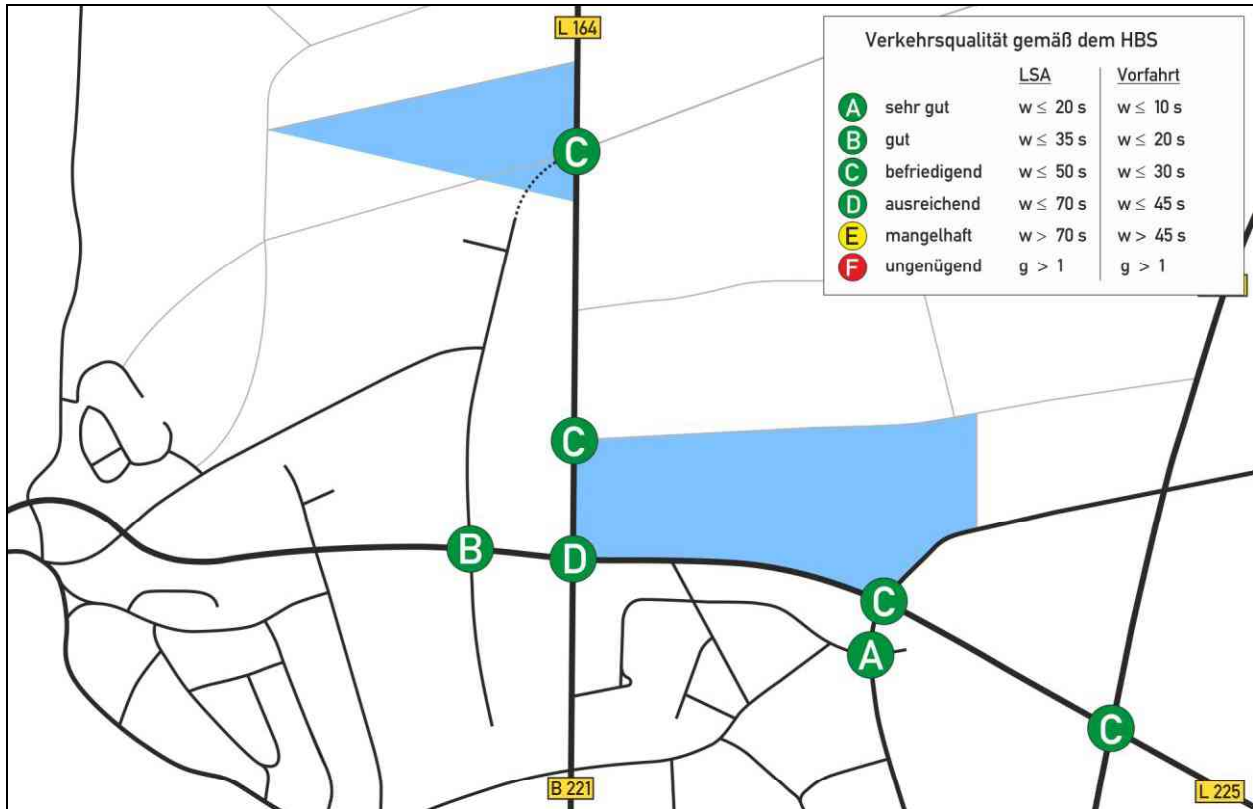 L 164
Verkehrsqualität gemäß dem HBS
LSA Vorfahrt
A sehr gut w ≤ 20 s w ≤ 10 s
B gut w ≤ 35 s w ≤ 20 s
C befriedigend w ≤ 50 s w ≤ 30 s
D ausreichend w ≤ 70 s w ≤ 45 s
E mangelhaft w > 70 s w > 45 s
F ungenügend g > 1 g > 1
C
C
B
D
C
A
C
B 221
L 225